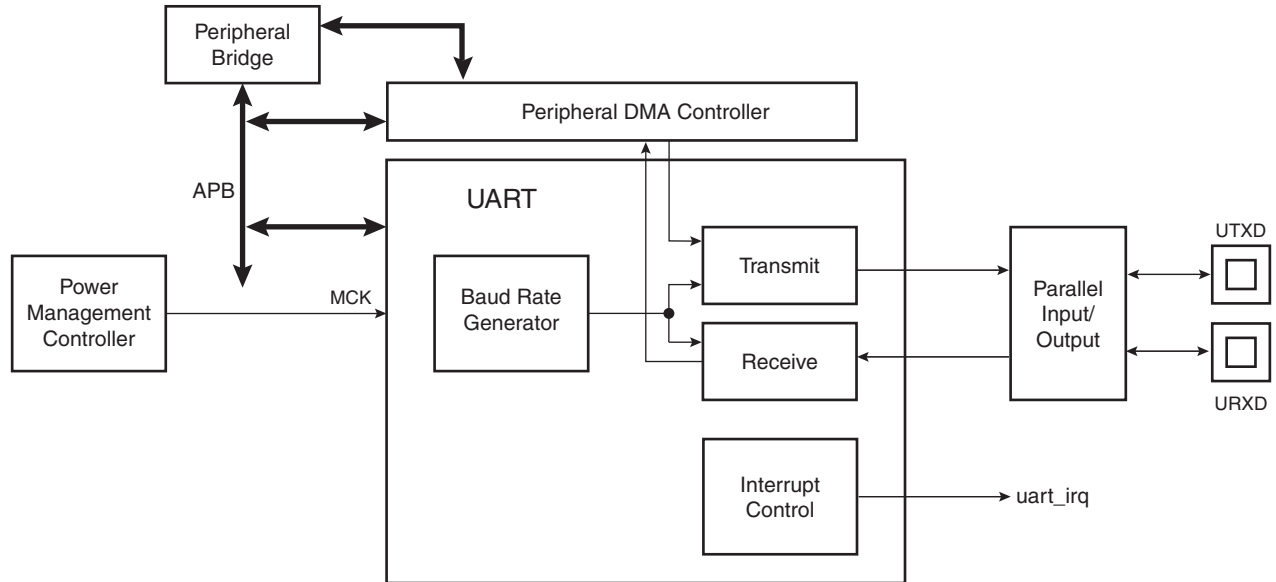 Peripheral
Bridge
Peripheral DMA Controller
APB
UART
Power
Management
Controller
MCK
Baud Rate
Generator
Transmit
Receive
Parallel
Input/
Output
UTXD
URXD
Interrupt
Control
uart_irq